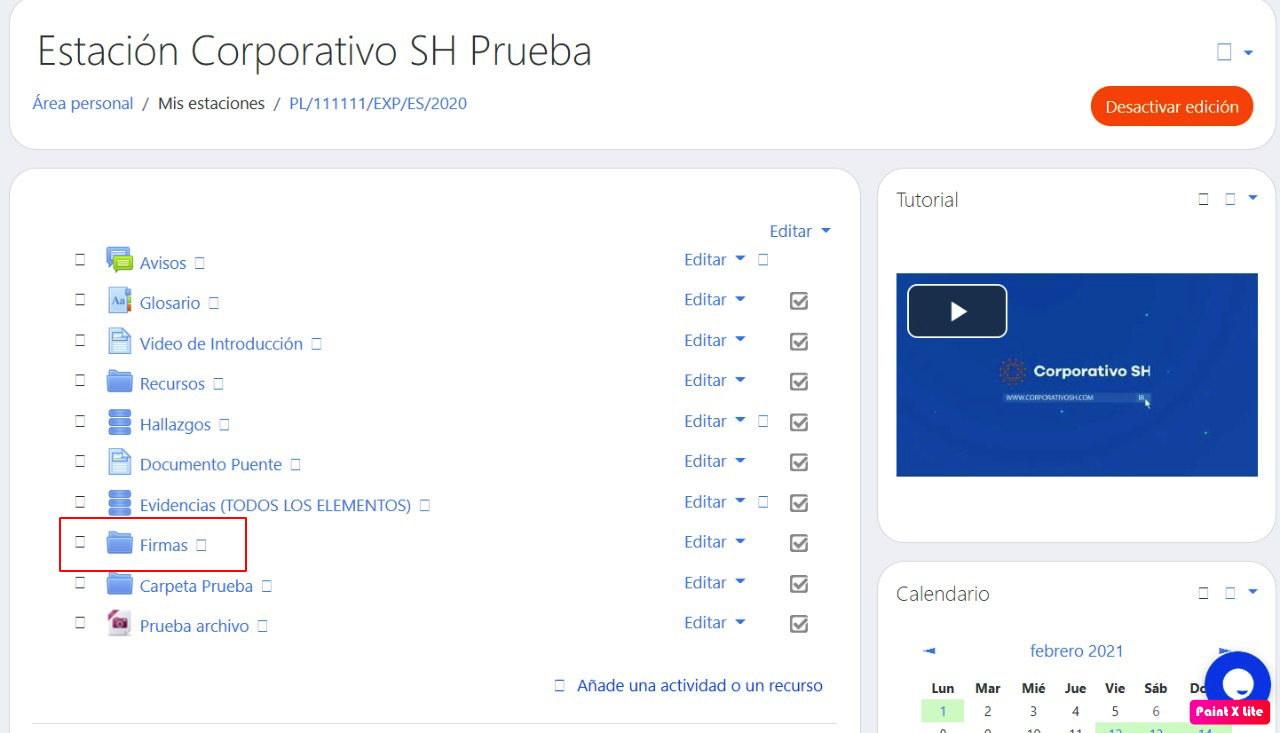 Estación Corporativo SH Prueba
Área personal / Mis estaciones / PL/111111/EXP/ES/2020
Desactivar edición
Editar
Avisos Editar
Aa Glosario Editar
Video de Introducción Editar
Recursos Editar
Hallazgos Editar
Documento Puente Editar
Evidencias (TODOS LOS ELEMENTOS) Editar
Firmas Editar
Carpeta Prueba Editar
Prueba archivo Editar
Añade una actividad o un recurso
Tutorial
Corporativo SH
WWW.CORPORATIVOSH.COM IR
Calendario
febrero 2021
Lun Mar Mié Jue Vie Sáb
1 2 3 4 5 6
Paint X Lite